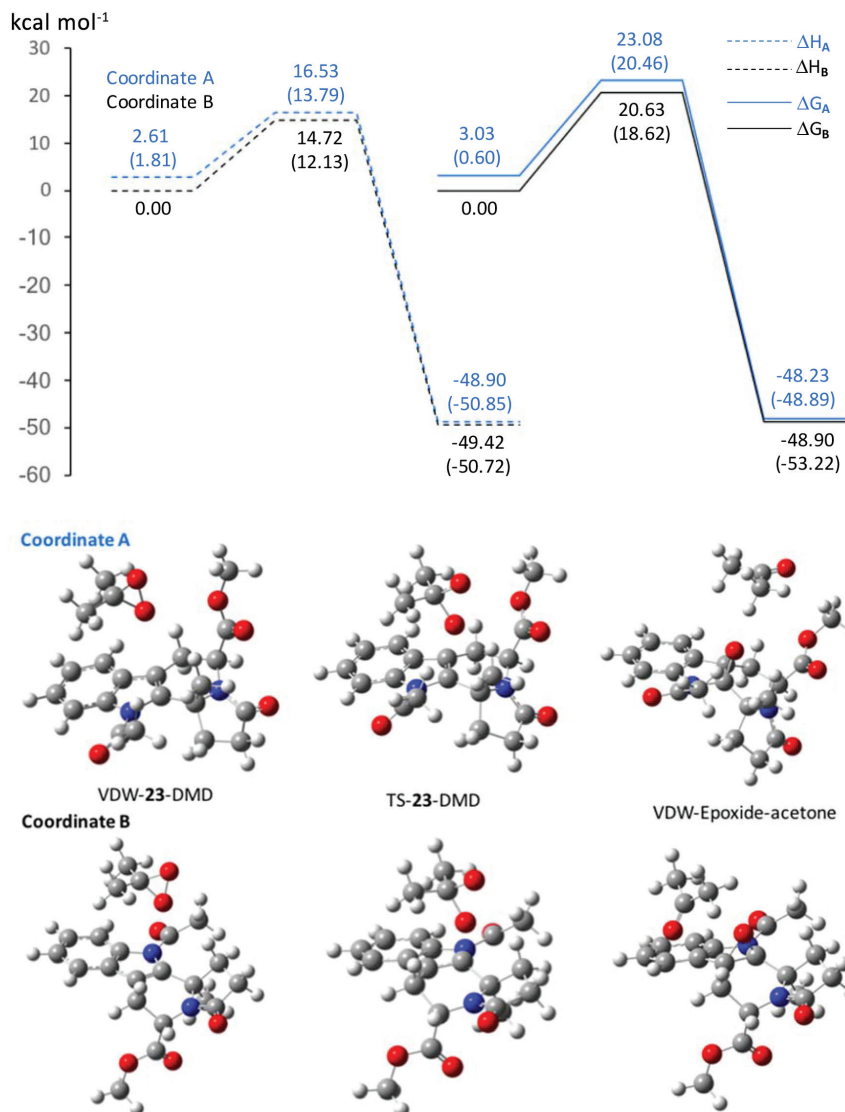 kcal mol-1
30
20
10
0
-10
-20
-30
-40
-50
-60
Coordinate A
Coordinate B
2.61
(1.81)
0.00
16.53
(13.79)
14.72
(12.13)
-48.90
(-50.85)
-49.42
(-50.72)
3.03
(0.60)
0.00
23.08
(20.46)
20.63
(18.62)
-48.23
(-48.89)
-48.90
(-53.22)
ΔHA
ΔHB
ΔGA
ΔGB
Coordinate A
VDW-23-DMD
TS-23-DMD
VDW-Epoxide-acetone
Coordinate B